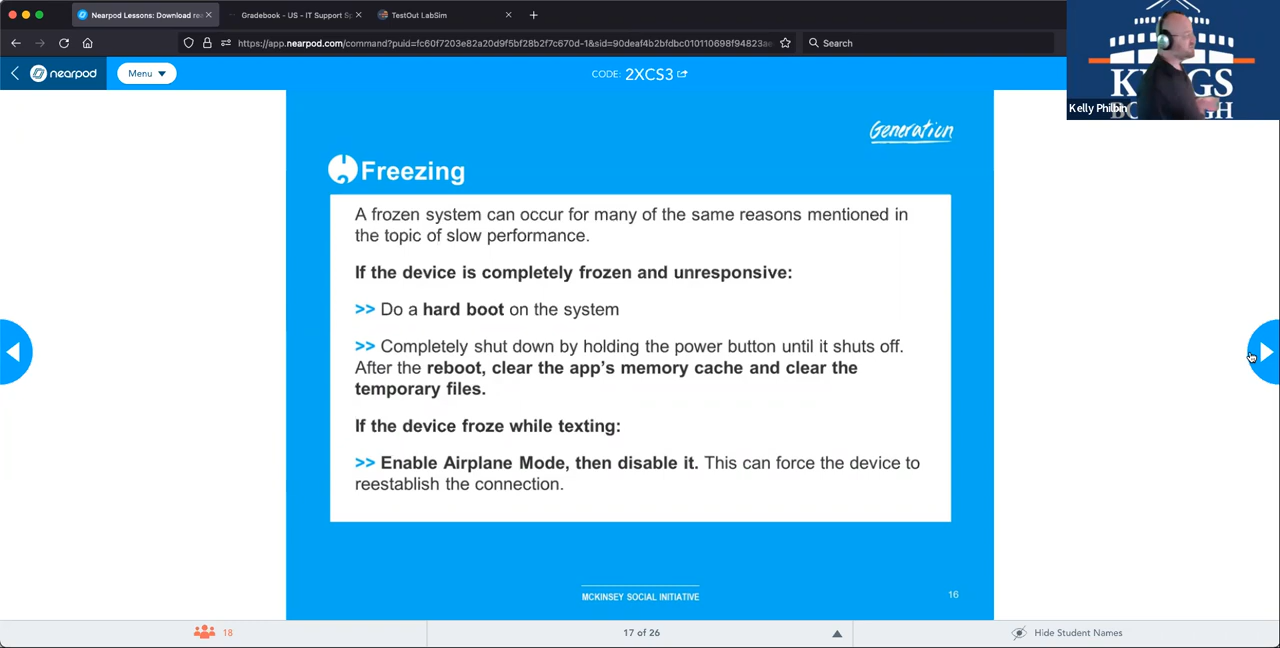 Nearpod Lessons: Download rea
Gradebook - US - IT Support Sp
TestOut LabSim
https://app.nearpod.com/command?puid=fc60f7203e82a20d9f5bf28b2f7c670d-1&sid=90deaf4b2fbfdbc010110698f94823ae
Search
nearpod
Menu
CODE: 2XCS3
KINGS
Kelly Philbin
Generation
Freezing
A frozen system can occur for many of the same reasons mentioned in
the topic of slow performance.
If the device is completely frozen and unresponsive:
>> Do a hard boot on the system
>> Completely shut down by holding the power button until it shuts off.
After the reboot, clear the app's memory cache and clear the
temporary files.
If the device froze while texting:
>> Enable Airplane Mode, then disable it. This can force the device to
reestablish the connection.
MCKINSEY SOCIAL INITIATIVE
16
18
17 of 26
Hide Student Names